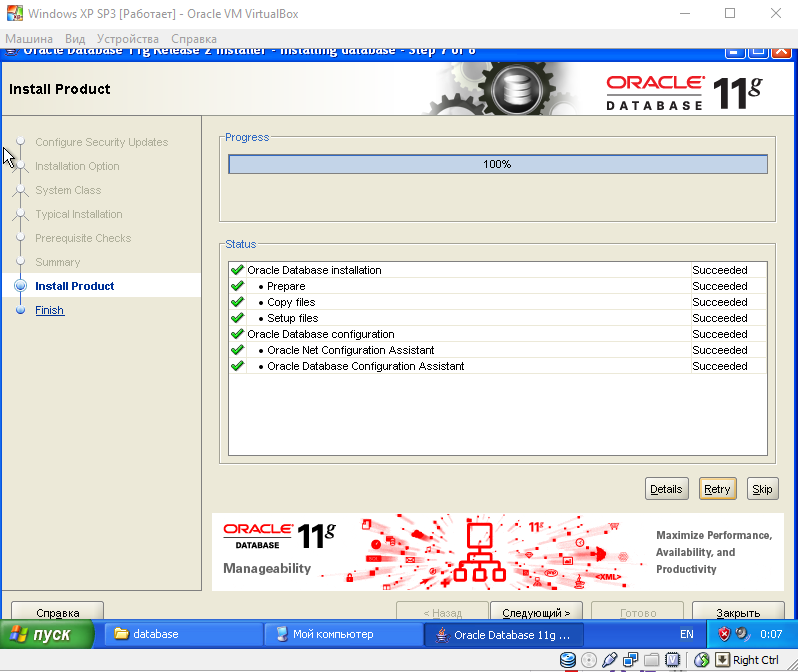 Windows XP SP3 [Работает] - Oracle VM VirtualBox
Машина Вид Устройства Справка
Oracle Database 11g Release 2 Installer - Installing database - Step 7 of 8
Install Product
ORACLE
DATABASE 11g
Configure Security Updates
Installation Option
System Class
Typical Installation
Prerequisite Checks
Summary
Install Product
Finish
Progress
100%
Status
Oracle Database installation Succeeded
• Prepare Succeeded
• Copy files Succeeded
• Setup files Succeeded
Oracle Database configuration Succeeded
• Oracle Net Configuration Assistant Succeeded
• Oracle Database Configuration Assistant Succeeded
Details Retry Skip
ORACLE
DATABASE 11g
Manageability
11g
<XML>
Maximize Performance,
Availability, and
Productivity
Справка < Назад Следующий > Готово Закрыть
пуск database Мой компьютер Oracle Database 11g ... EN 0:07
Right Ctrl